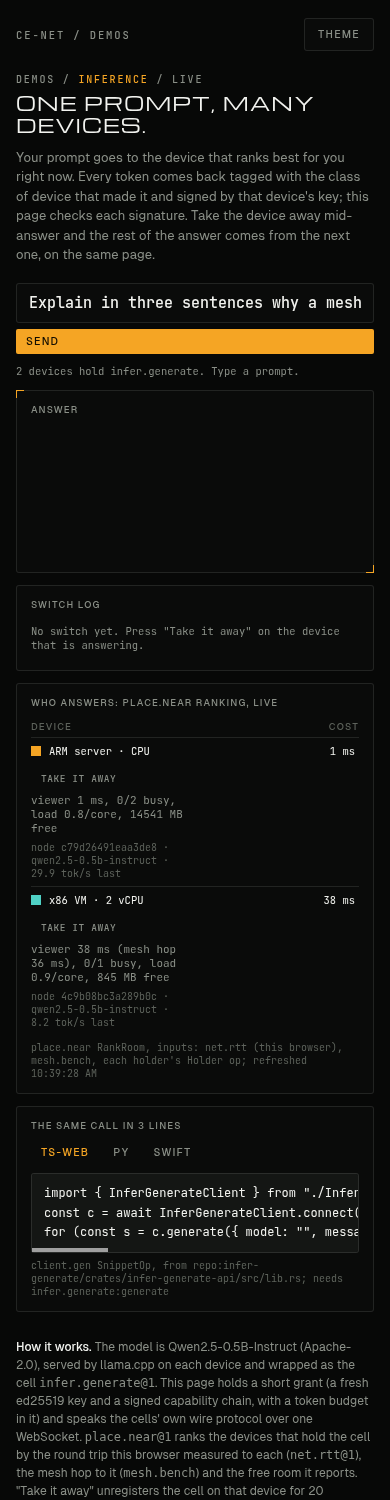 CE-NET / DEMOS
THEME
DEMOS / INFERENCE / LIVE
ONE PROMPT, MANY
DEVICES.
Your prompt goes to the device that ranks best for you
right now. Every token comes back tagged with the class
of device that made it and signed by that device's key; this
page checks each signature. Take the device away mid-
answer and the rest of the answer comes from the next
one, on the same page.
Explain in three sentences why a mesh
SEND
2 devices hold infer.generate. Type a prompt.
ANSWER
SWITCH LOG
No switch yet. Press "Take it away" on the device
that is answering.
WHO ANSWERS: PLACE.NEAR RANKING, LIVE
DEVICE COST
ARM server · CPU 1 ms
TAKE IT AWAY
viewer 1 ms, 0/2 busy,
load 0.8/core, 14541 MB
free
node c79d26491eaa3de8 ·
qwen2.5-0.5b-instruct ·
29.9 tok/s last
x86 VM · 2 vCPU 38 ms
TAKE IT AWAY
viewer 38 ms (mesh hop
36 ms), 0/1 busy, load
0.9/core, 845 MB free
node 4c9b08bc3a289b0c ·
qwen2.5-0.5b-instruct ·
8.2 tok/s last
place.near RankRoom, inputs: net.rtt (this browser),
mesh.bench, each holder's Holder op; refreshed
10:39:28 AM
THE SAME CALL IN 3 LINES
TS-WEB PY SWIFT
import { InferGenerateClient } from "./Infer
const c = await InferGenerateClient.connect(
for (const s = c.generate({ model: "", messa
client.gen SnippetOp, from repo:infer-
generate/crates/infer-generate-api/src/lib.rs; needs
infer.generate:generate
How it works. The model is Qwen2.5-0.5B-Instruct (Apache-
2.0), served by llama.cpp on each device and wrapped as the
cell infer.generate@1. This page holds a short grant (a fresh
ed25519 key and a signed capability chain, with a token budget
in it) and speaks the cells' own wire protocol over one
WebSocket. place.near@1 ranks the devices that hold the cell
by the round trip this browser measured to each (net.rtt@1),
the mesh hop to it (mesh.bench) and the free room it reports.
"Take it away" unregisters the cell on that device for 20